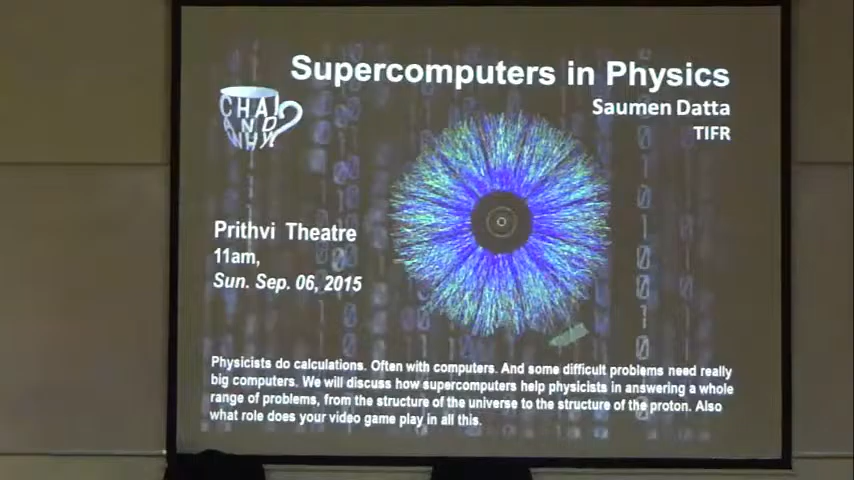 Supercomputers in Physics
Saumen Datta
TIFR
CHAI
AND
Prithvi Theatre
11am,
Sun. Sep. 06, 2015
Physicists do calculations. Often with computers. And some difficult problems need really
big computers. We will discuss how supercomputers help physicists in answering a whole
range of problems, from the structure of the universe to the structure of the proton. Also
what role does your video game play in all this.